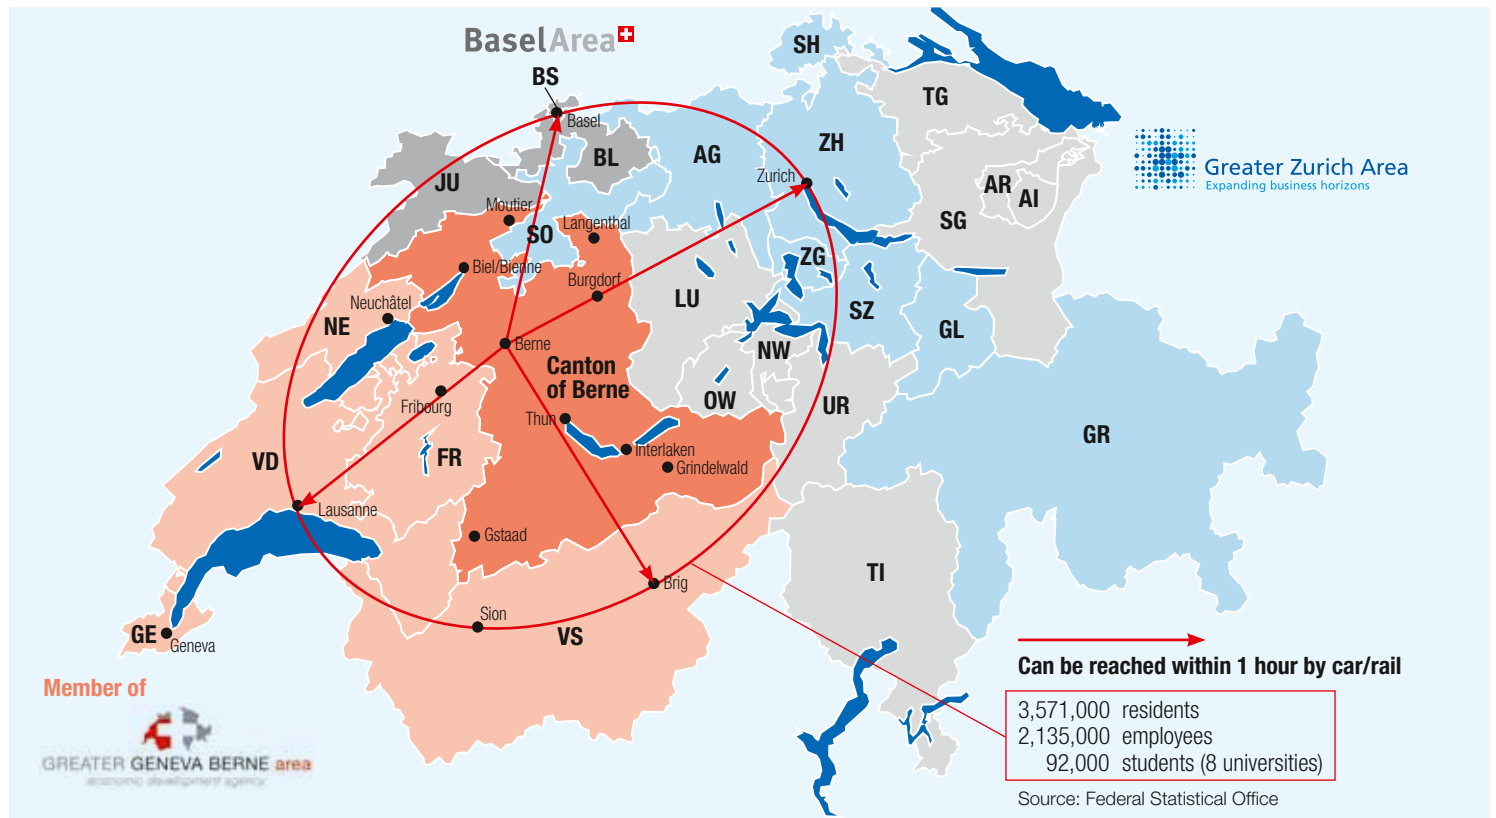 BaselArea
BS
Basel
SH
TG
JU
BL
AG
ZH
Zurich
Greater Zurich Area
Expanding business horizons
AR
AI
SG
Moutier
SO
Langenthal
Biel/Bienne
Burgdorf
ZG
Neuchâtel
NE
LU
SZ
GL
Berne
NW
Canton
of Berne
Fribourg
OW
UR
Thun
GR
VD
FR
Interlaken
Grindelwald
Lausanne
Gstaad
TI
Brig
Sion
VS
GE
Geneva
Member of
GREATER GENEVA BERNE area
economic development agency
Can be reached within 1 hour by car/rail
3,571,000 residents
2,135,000 employees
92,000 students (8 universities)
Source: Federal Statistical Office